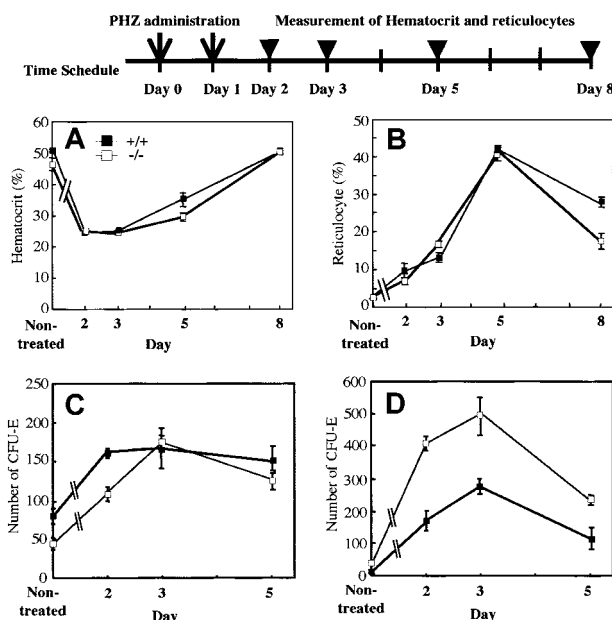 PHZ administration
Measurement of Hematocrit and reticulocytes
Time Schedule
Day 0
Day 1
Day 2
Day 3
Day 5
Day 8
A
+/+
-/-
Hematocrit (%)
60
50
40
30
20
10
0
Non-treated
2
3
5
8
Day
B
Reticulocyte (%)
50
40
30
20
10
0
Non-treated
2
3
5
8
Day
C
Number of CFU-E
250
200
150
100
50
0
Non-treated
2
3
5
Day
D
Number of CFU-E
600
500
400
300
200
100
0
Non-treated
2
3
5
Day